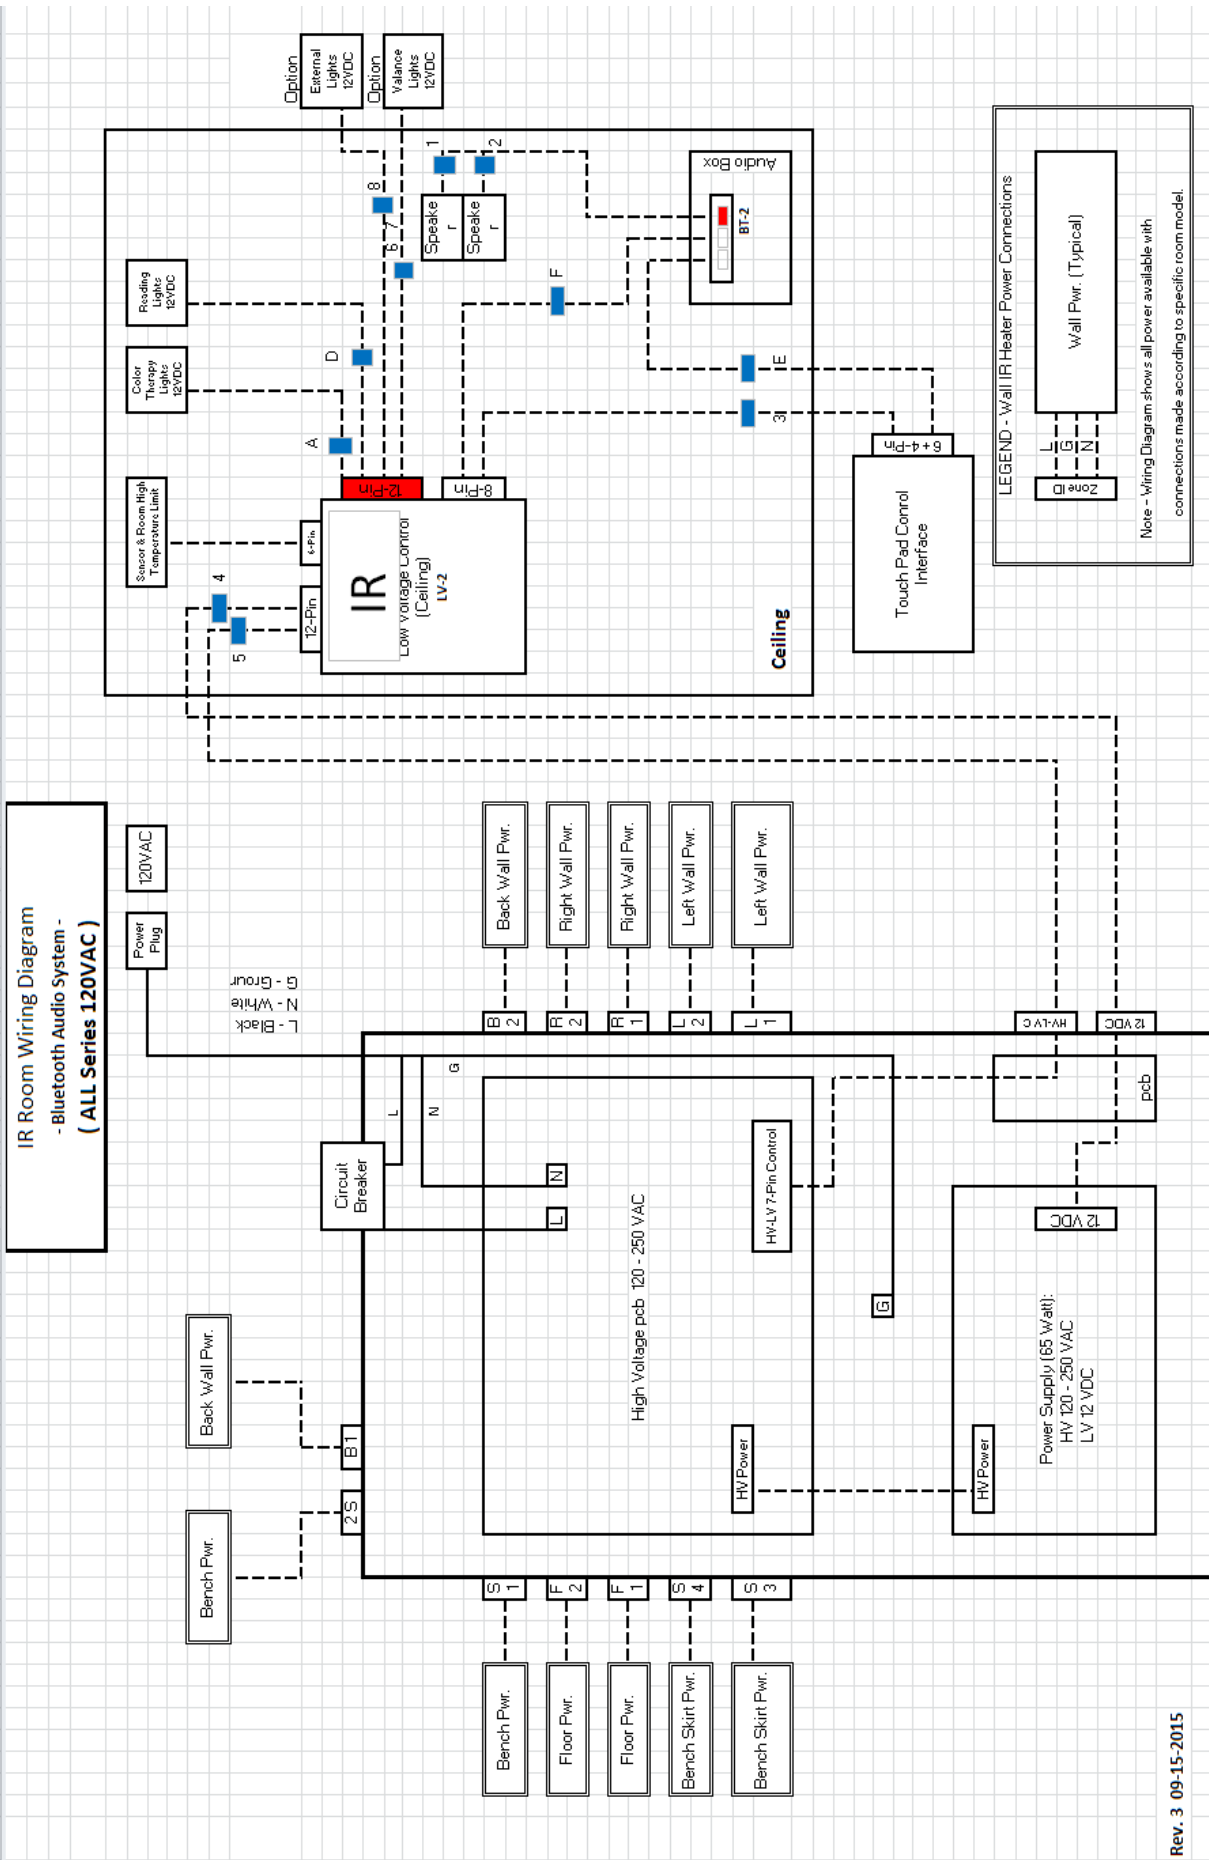 IR Room Wiring Diagram
- Bluetooth Audio System -
( ALL Series 120VAC )
Power
Plug
120VAC
L - Black
N - White
G - Groun
Bench Pwr.
2 S
Back Wall Pwr.
B 1
Circuit
Breaker
L
N
G
L
N
High Voltage pcb 120 - 250 VAC
HV-LV 7-Pin Control
HV Power
G
HV Power
Power Supply (65 Watt):
HV 120 - 250 VAC
LV 12 VDC
12 VDC
pcb
HV-LV C
12 VDC
Bench Pwr.
S
1
Floor Pwr.
F
2
Floor Pwr.
F
1
Bench Skirt Pwr.
S
4
Bench Skirt Pwr.
S
3
B
2
Back Wall Pwr.
R
2
Right Wall Pwr.
R
1
Right Wall Pwr.
L
2
Left Wall Pwr.
L
1
Left Wall Pwr.
Sensor & Room High
Temperature Limit
Color
Therapy
Lights
12VDC
Reading
Lights
12VDC
Option
External
Lights
12VDC
Option
Valance
Lights
12VDC
4
5
12-Pin
6-Pin
IR
Low Voltage Control
(Ceiling)
LV-2
12-Pin
8-Pin
A
D
8
7
6
Speake
r
Speake
r
1
2
F
E
3
Audio Box
BT-2
Ceiling
6+4-Pin
Touch Pad Conrol
Interface
LEGEND - Wall IR Heater Power Connections
Zone ID
L
G
N
Wall Pwr. (Typical)
Note - Wiring Diagram shows all power available with
connections made according to specific room model.
Rev. 3 09-15-2015